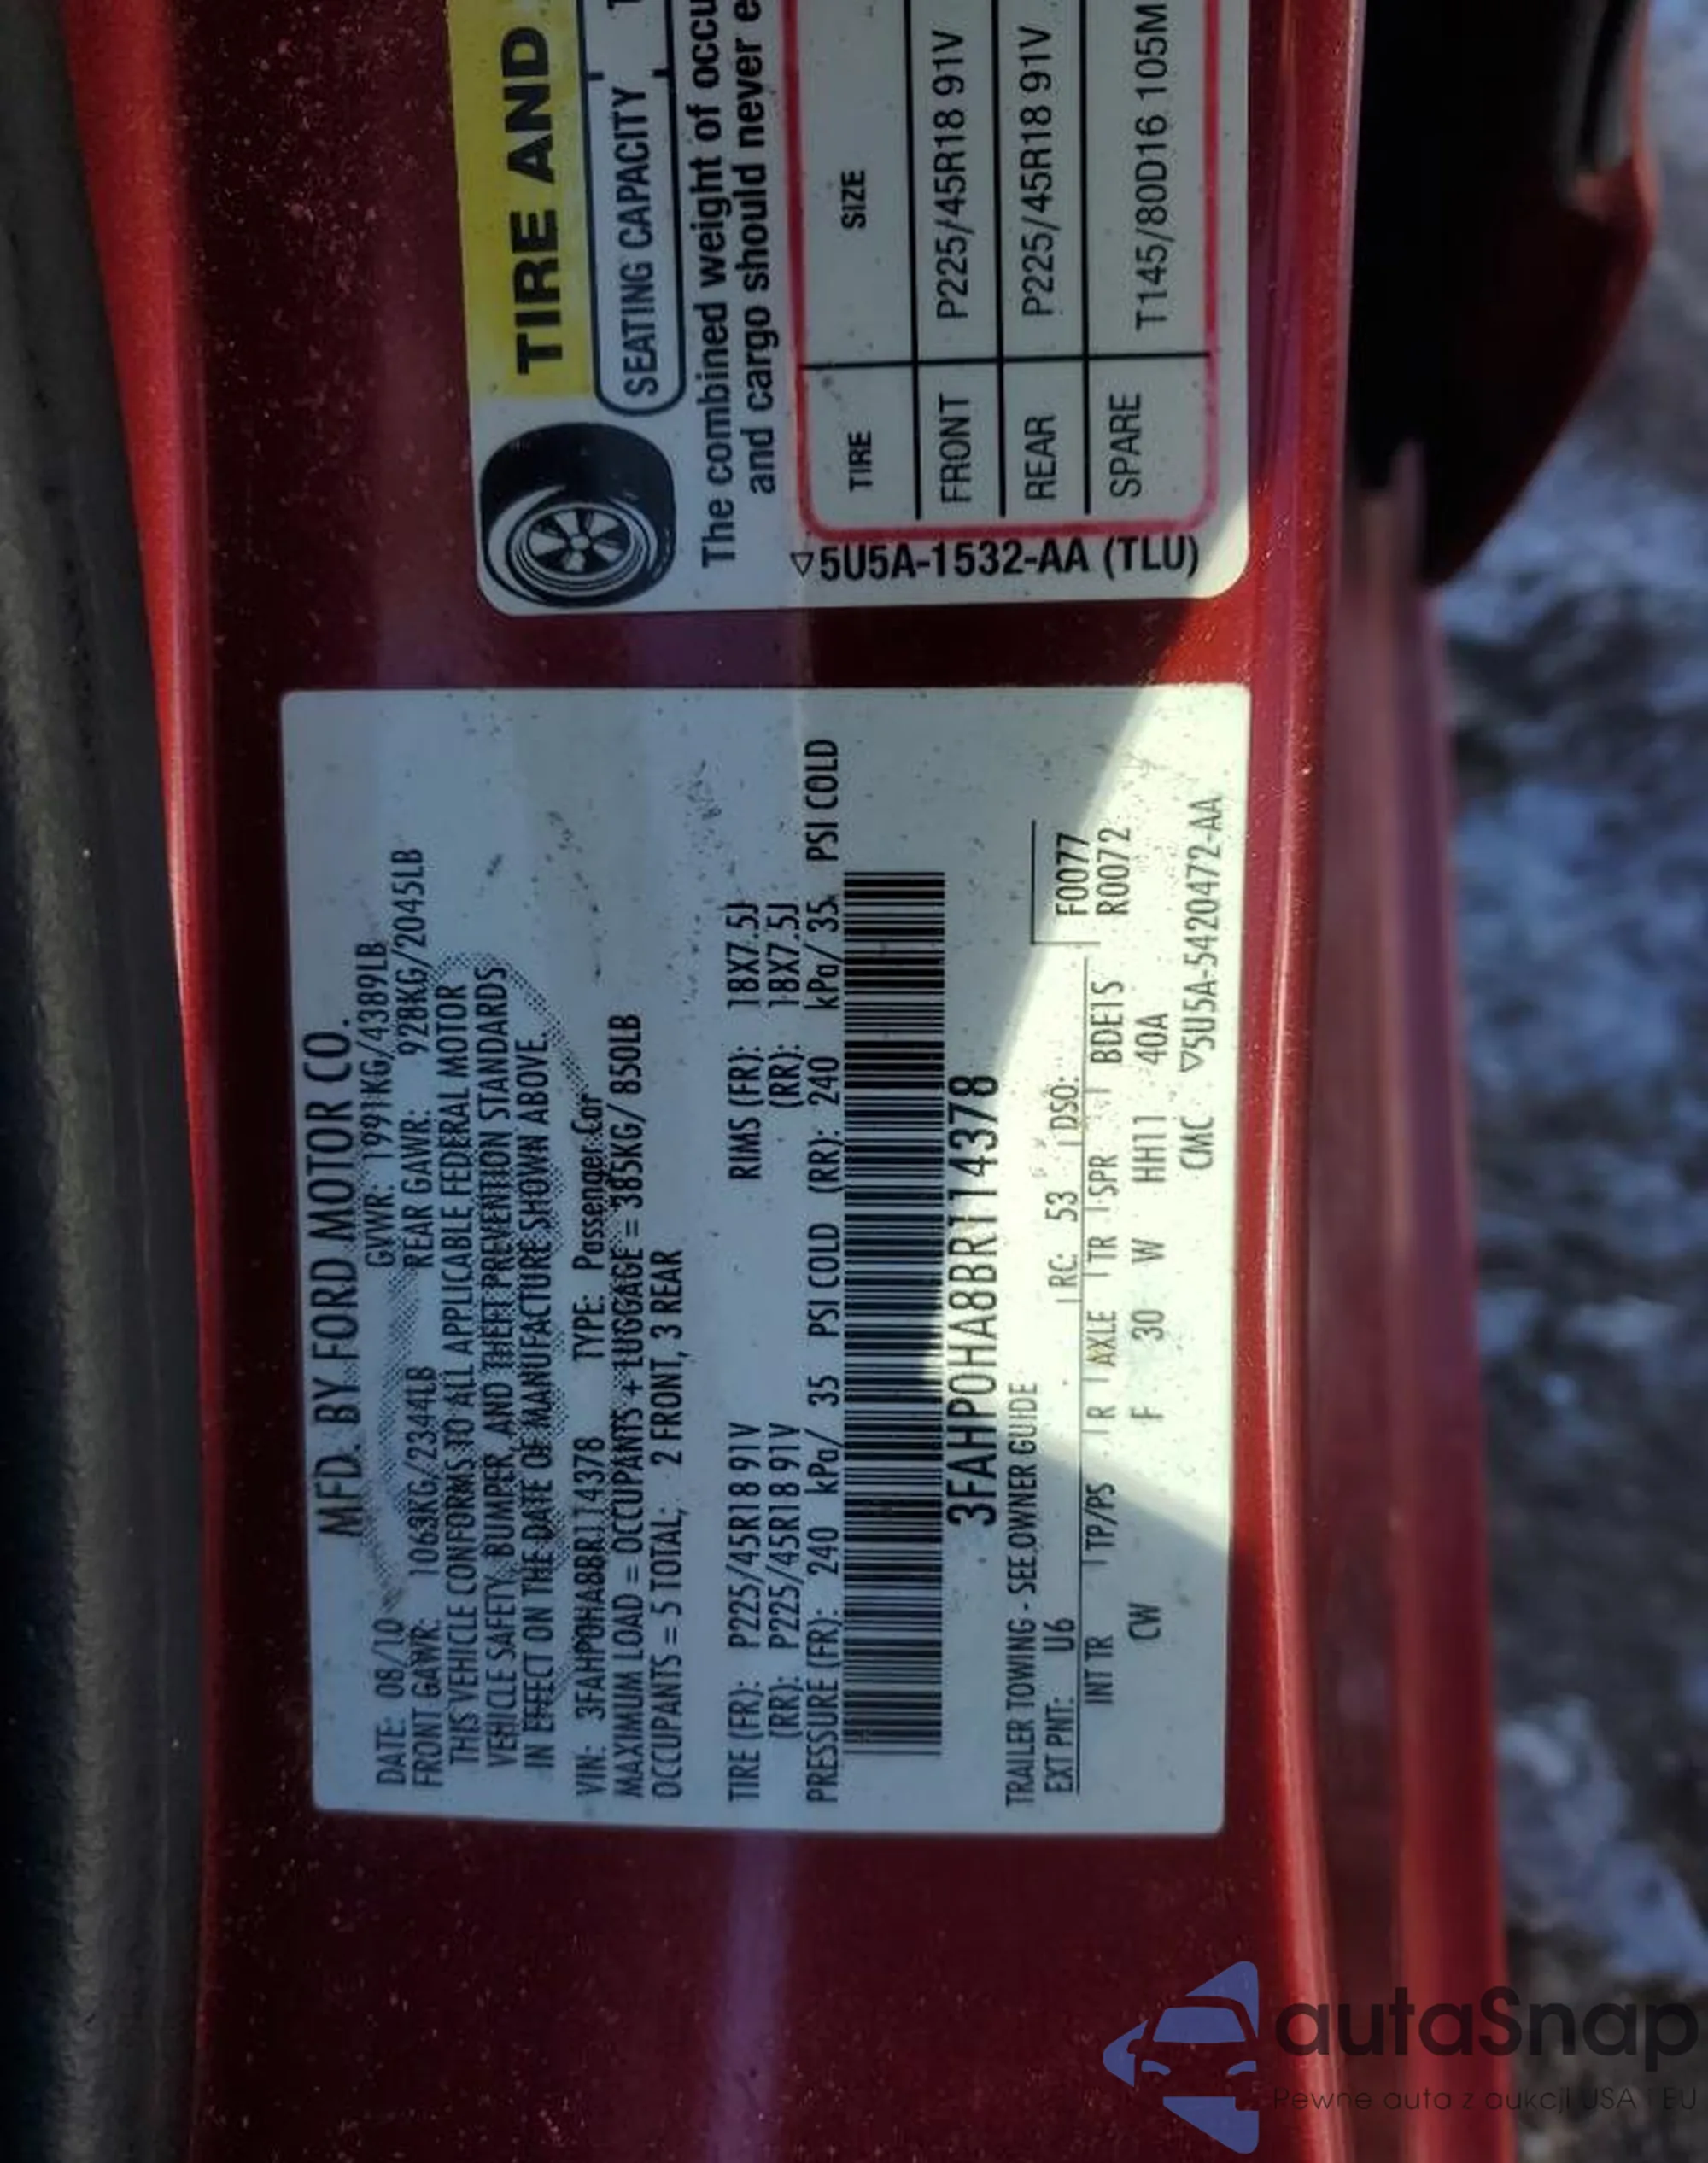 MFD. BY FORD MOTOR CO.
DATE: 08/10 GVWR: 1991KG/4389LB
FRONT GAWR: 1063KG/2344LB REAR GAWR: 928KG/2045LB
THIS VEHICLE CONFORMS TO ALL APPLICABLE FEDERAL MOTOR
VEHICLE SAFETY, BUMPER, AND THEFT PREVENTION STANDARDS
IN EFFECT ON THE DATE OF MANUFACTURE SHOWN ABOVE.
VIN: 3FAHP0HA8BR114378 TYPE: Passenger Car
MAXIMUM LOAD = OCCUPANTS + LUGGAGE = 385KG/ 850LB
OCCUPANTS = 5 TOTAL; 2 FRONT, 3 REAR
TIRE (FR): P225/45R18 91V RIMS (FR): 18X7.5J
(RR): P225/45R18 91V (RR): 18X7.5J
PRESSURE (FR): 240 kPa/ 35 PSI COLD (RR): 240 kPa/ 35 PSI COLD
3FAHP0HA8BR114378
TRAILER TOWING - SEE OWNER GUIDE
F0077
EXT PNT: U6 RC: 53 DSO:
R0072
INT TR TP/PS R AXLE TR SPR BDE1S
CW F 30 W HH11 40A
CMC ▽5U5A-5420472-AA
TIRE AND
SEATING CAPACITY
The combined weight of occu
and cargo should never e
TIRE SIZE
FRONT P225/45R18 91V
REAR P225/45R18 91V
SPARE T145/80D16 105M
▽5U5A-1532-AA (TLU)
autaSnap
Pewne auta z aukcji USA i EU